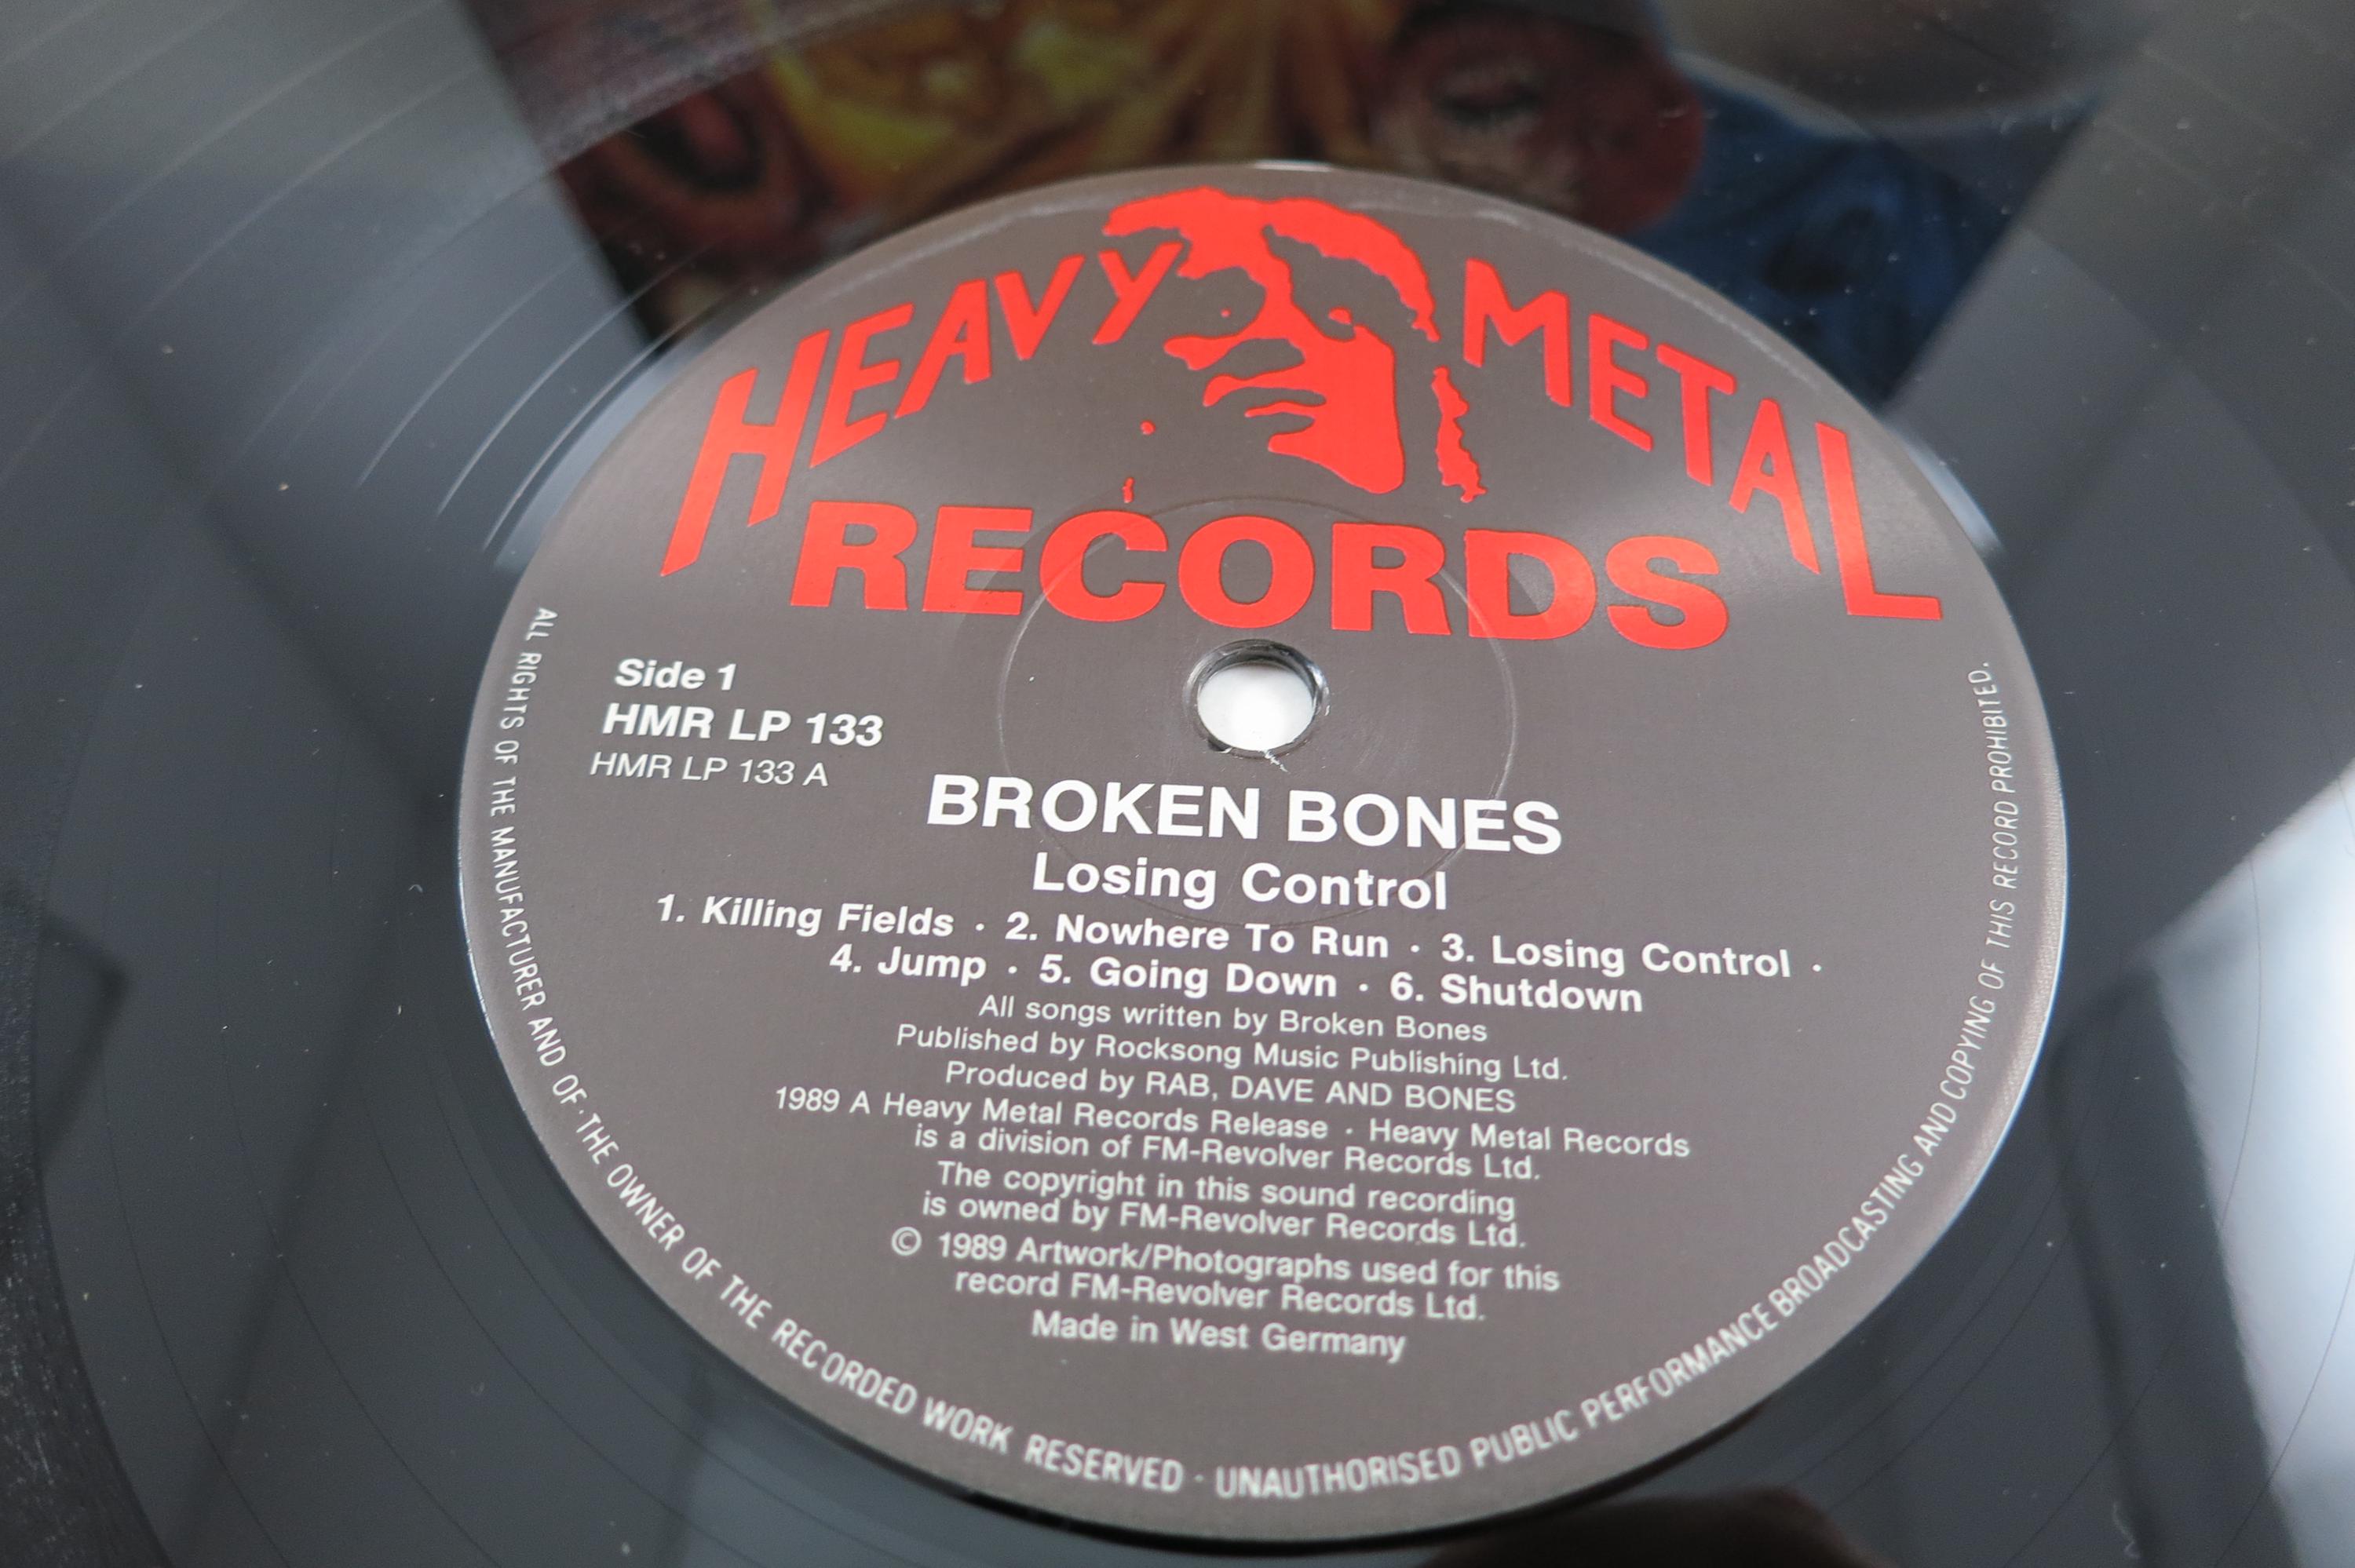 HEAVY METAL
RECORDS
Side 1
HMR LP 133
HMR LP 133 A
BROKEN BONES
Losing Control
1. Killing Fields · 2. Nowhere To Run · 3. Losing Control ·
4. Jump · 5. Going Down · 6. Shutdown
All songs written by Broken Bones
Published by Rocksong Music Publishing Ltd.
Produced by RAB, DAVE AND BONES
1989 A Heavy Metal Records Release · Heavy Metal Records
is a division of FM-Revolver Records Ltd.
The copyright in this sound recording
is owned by FM-Revolver Records Ltd.
© 1989 Artwork/Photographs used for this
record FM-Revolver Records Ltd.
Made in West Germany
ALL RIGHTS OF THE MANUFACTURER AND OF·THE OWNER OF THE RECORDED WORK RESERVED · UNAUTHORISED PUBLIC PERFORMANCE BROADCASTING AND COPYING OF THIS RECORD PROHIBITED.